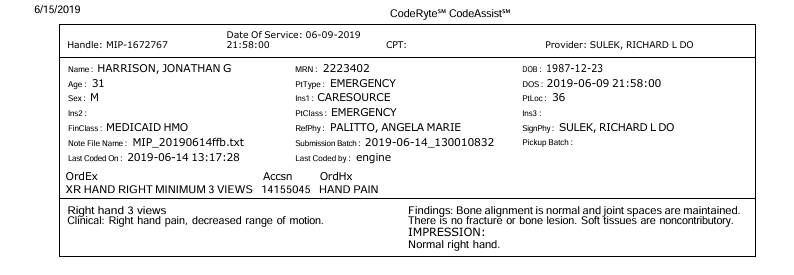 6/15/2019
CodeRyte℠ CodeAssist℠
Handle: MIP-1672767
Date Of Service: 06-09-2019 21:58:00
CPT:
Provider: SULEK, RICHARD L DO
Name : HARRISON, JONATHAN G
MRN : 2223402
DOB : 1987-12-23
Age : 31
PtType : EMERGENCY
DOS : 2019-06-09 21:58:00
Sex : M
Ins1 : CARESOURCE
PtLoc : 36
Ins2 :
PtClass : EMERGENCY
Ins3 :
FinClass : MEDICAID HMO
RefPhy : PALITTO, ANGELA MARIE
SignPhy : SULEK, RICHARD L DO
Note File Name : MIP_20190614ffb.txt
Submission Batch : 2019-06-14_130010832
Pickup Batch :
Last Coded On : 2019-06-14 13:17:28
Last Coded by : engine
OrdEx Accsn OrdHx
XR HAND RIGHT MINIMUM 3 VIEWS 14155045 HAND PAIN
Right hand 3 views
Clinical: Right hand pain, decreased range of motion.
Findings: Bone alignment is normal and joint spaces are maintained.
There is no fracture or bone lesion. Soft tissues are noncontributory.
IMPRESSION:
Normal right hand.